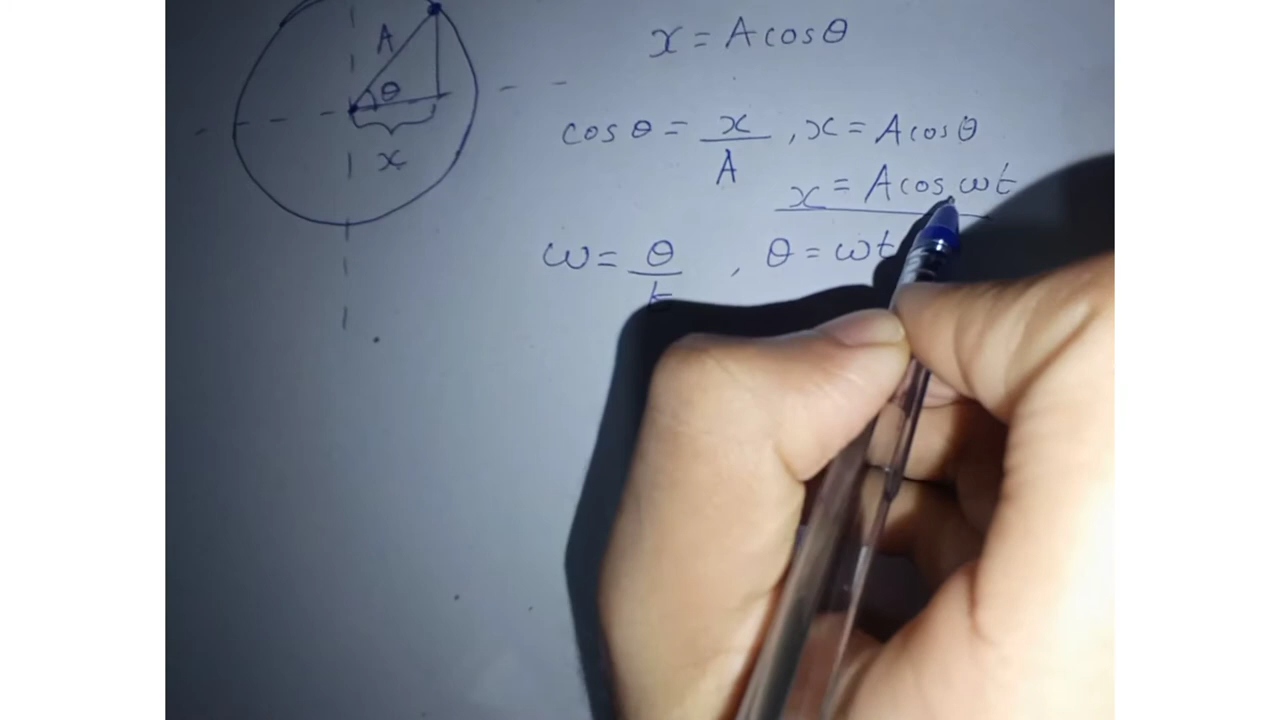 A
θ
x
x = A cos θ
cos θ = x/A , x = A cos θ
x = A cos ωt
ω = θ/t , θ = ωt